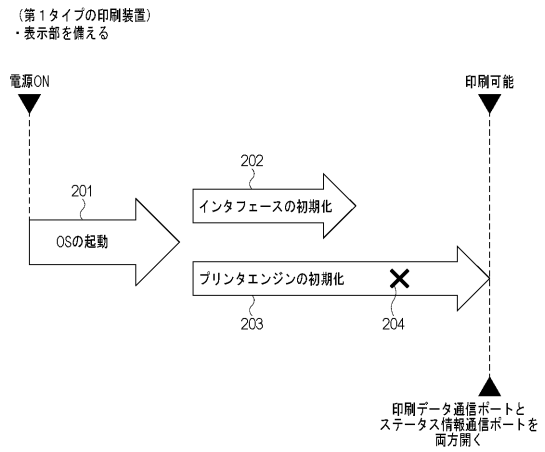 （第１タイプの印刷装置）
・表示部を備える
電源ON
印刷可能
201
202
OSの起動
インタフェースの初期化
プリンタエンジンの初期化
203
204
印刷データ通信ポートと
ステータス情報通信ポートを
両方開く